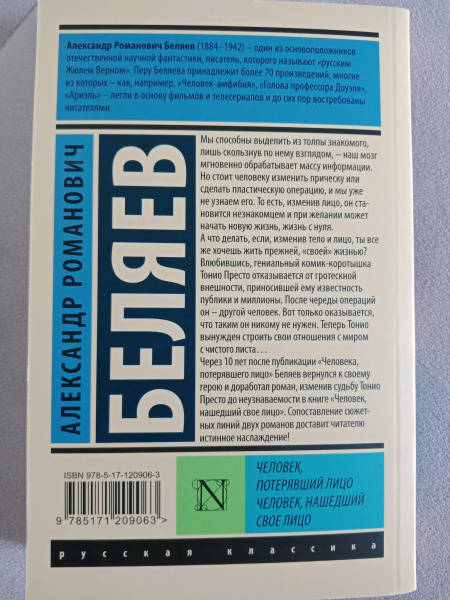 Александр Романович Беляев (1884–1942) – один из основоположников
отечественной научной фантастики, писатель, которого называют «русским
Жюлем Верном». Перу Беляева принадлежит более 70 произведений, многие
из которых – как, например, «Человек-амфибия», «Голова профессора Доуэля»,
«Ариэль» – легли в основу фильмов и телесериалов и до сих пор востребованы
читателями.
АЛЕКСАНДР РОМАНОВИЧ
БЕЛЯЕВ
Мы способны выделить из толпы знакомого,
лишь скользнув по нему взглядом, – наш мозг
мгновенно обрабатывает массу информации.
Но стоит человеку изменить прическу или
сделать пластическую операцию, и мы уже
не узнаем его. То есть, изменив лицо, он ста-
новится незнакомцем и при желании может
начать новую жизнь, жизнь с нуля.
А что делать, если, изменив тело и лицо, ты все
же хочешь жить прежней, «своей» жизнью?
Влюбившись, гениальный комик-коротышка
Тонио Престо отказывается от гротескной
внешности, приносившей ему известность
публики и миллионы. После череды операций
он – другой человек. Вот только оказывается,
что таким он никому не нужен. Теперь Тонио
вынужден строить свои отношения с миром
с чистого листа…
Через 10 лет после публикации «Человека,
потерявшего лицо» Беляев вернулся к своему
герою и доработал роман, изменив судьбу Тонио
Престо до неузнаваемости в книге «Человек,
нашедший свое лицо». Сопоставление сюжет-
ных линий двух романов доставит читателю
истинное наслаждение!
ISBN 978-5-17-120906-3
9 785171 209063 >
N
ЧЕЛОВЕК,
ПОТЕРЯВШИЙ ЛИЦО
ЧЕЛОВЕК, НАШЕДШИЙ
СВОЕ ЛИЦО
русская классика